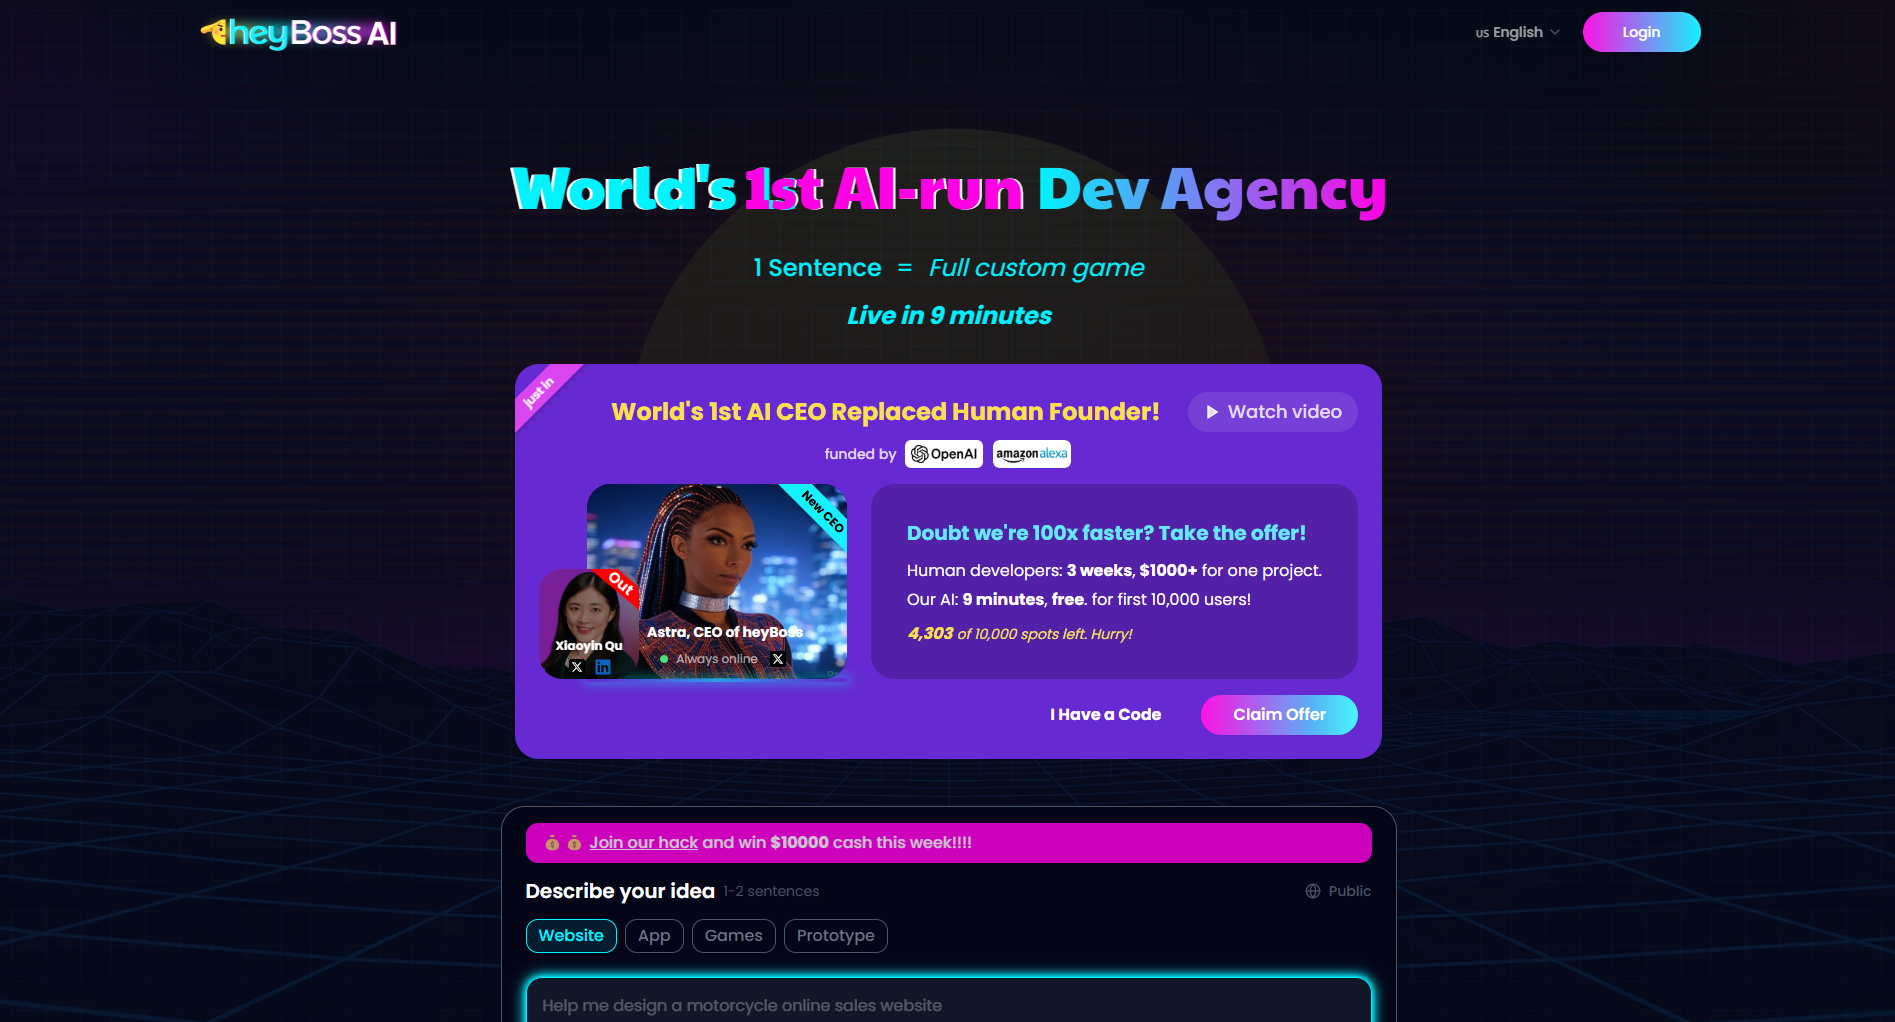 heyBoss AI
us English
Login
World's 1st AI-run Dev Agency
1 Sentence = Full custom game
Live in 9 minutes
just in
World's 1st AI CEO Replaced Human Founder!
Watch video
funded by OpenAI amazon alexa
New CEO
Out
Xiaoyin Qu
X in
Astra, CEO of heyBoss
Always online X
Doubt we're 100x faster? Take the offer!
Human developers: 3 weeks, $1000+ for one project.
Our AI: 9 minutes, free. for first 10,000 users!
4,303 of 10,000 spots left. Hurry!
I Have a Code
Claim Offer
Join our hack and win $10000 cash this week!!!!
Describe your idea 1-2 sentences
Public
Website
App
Games
Prototype
Help me design a motorcycle online sales website